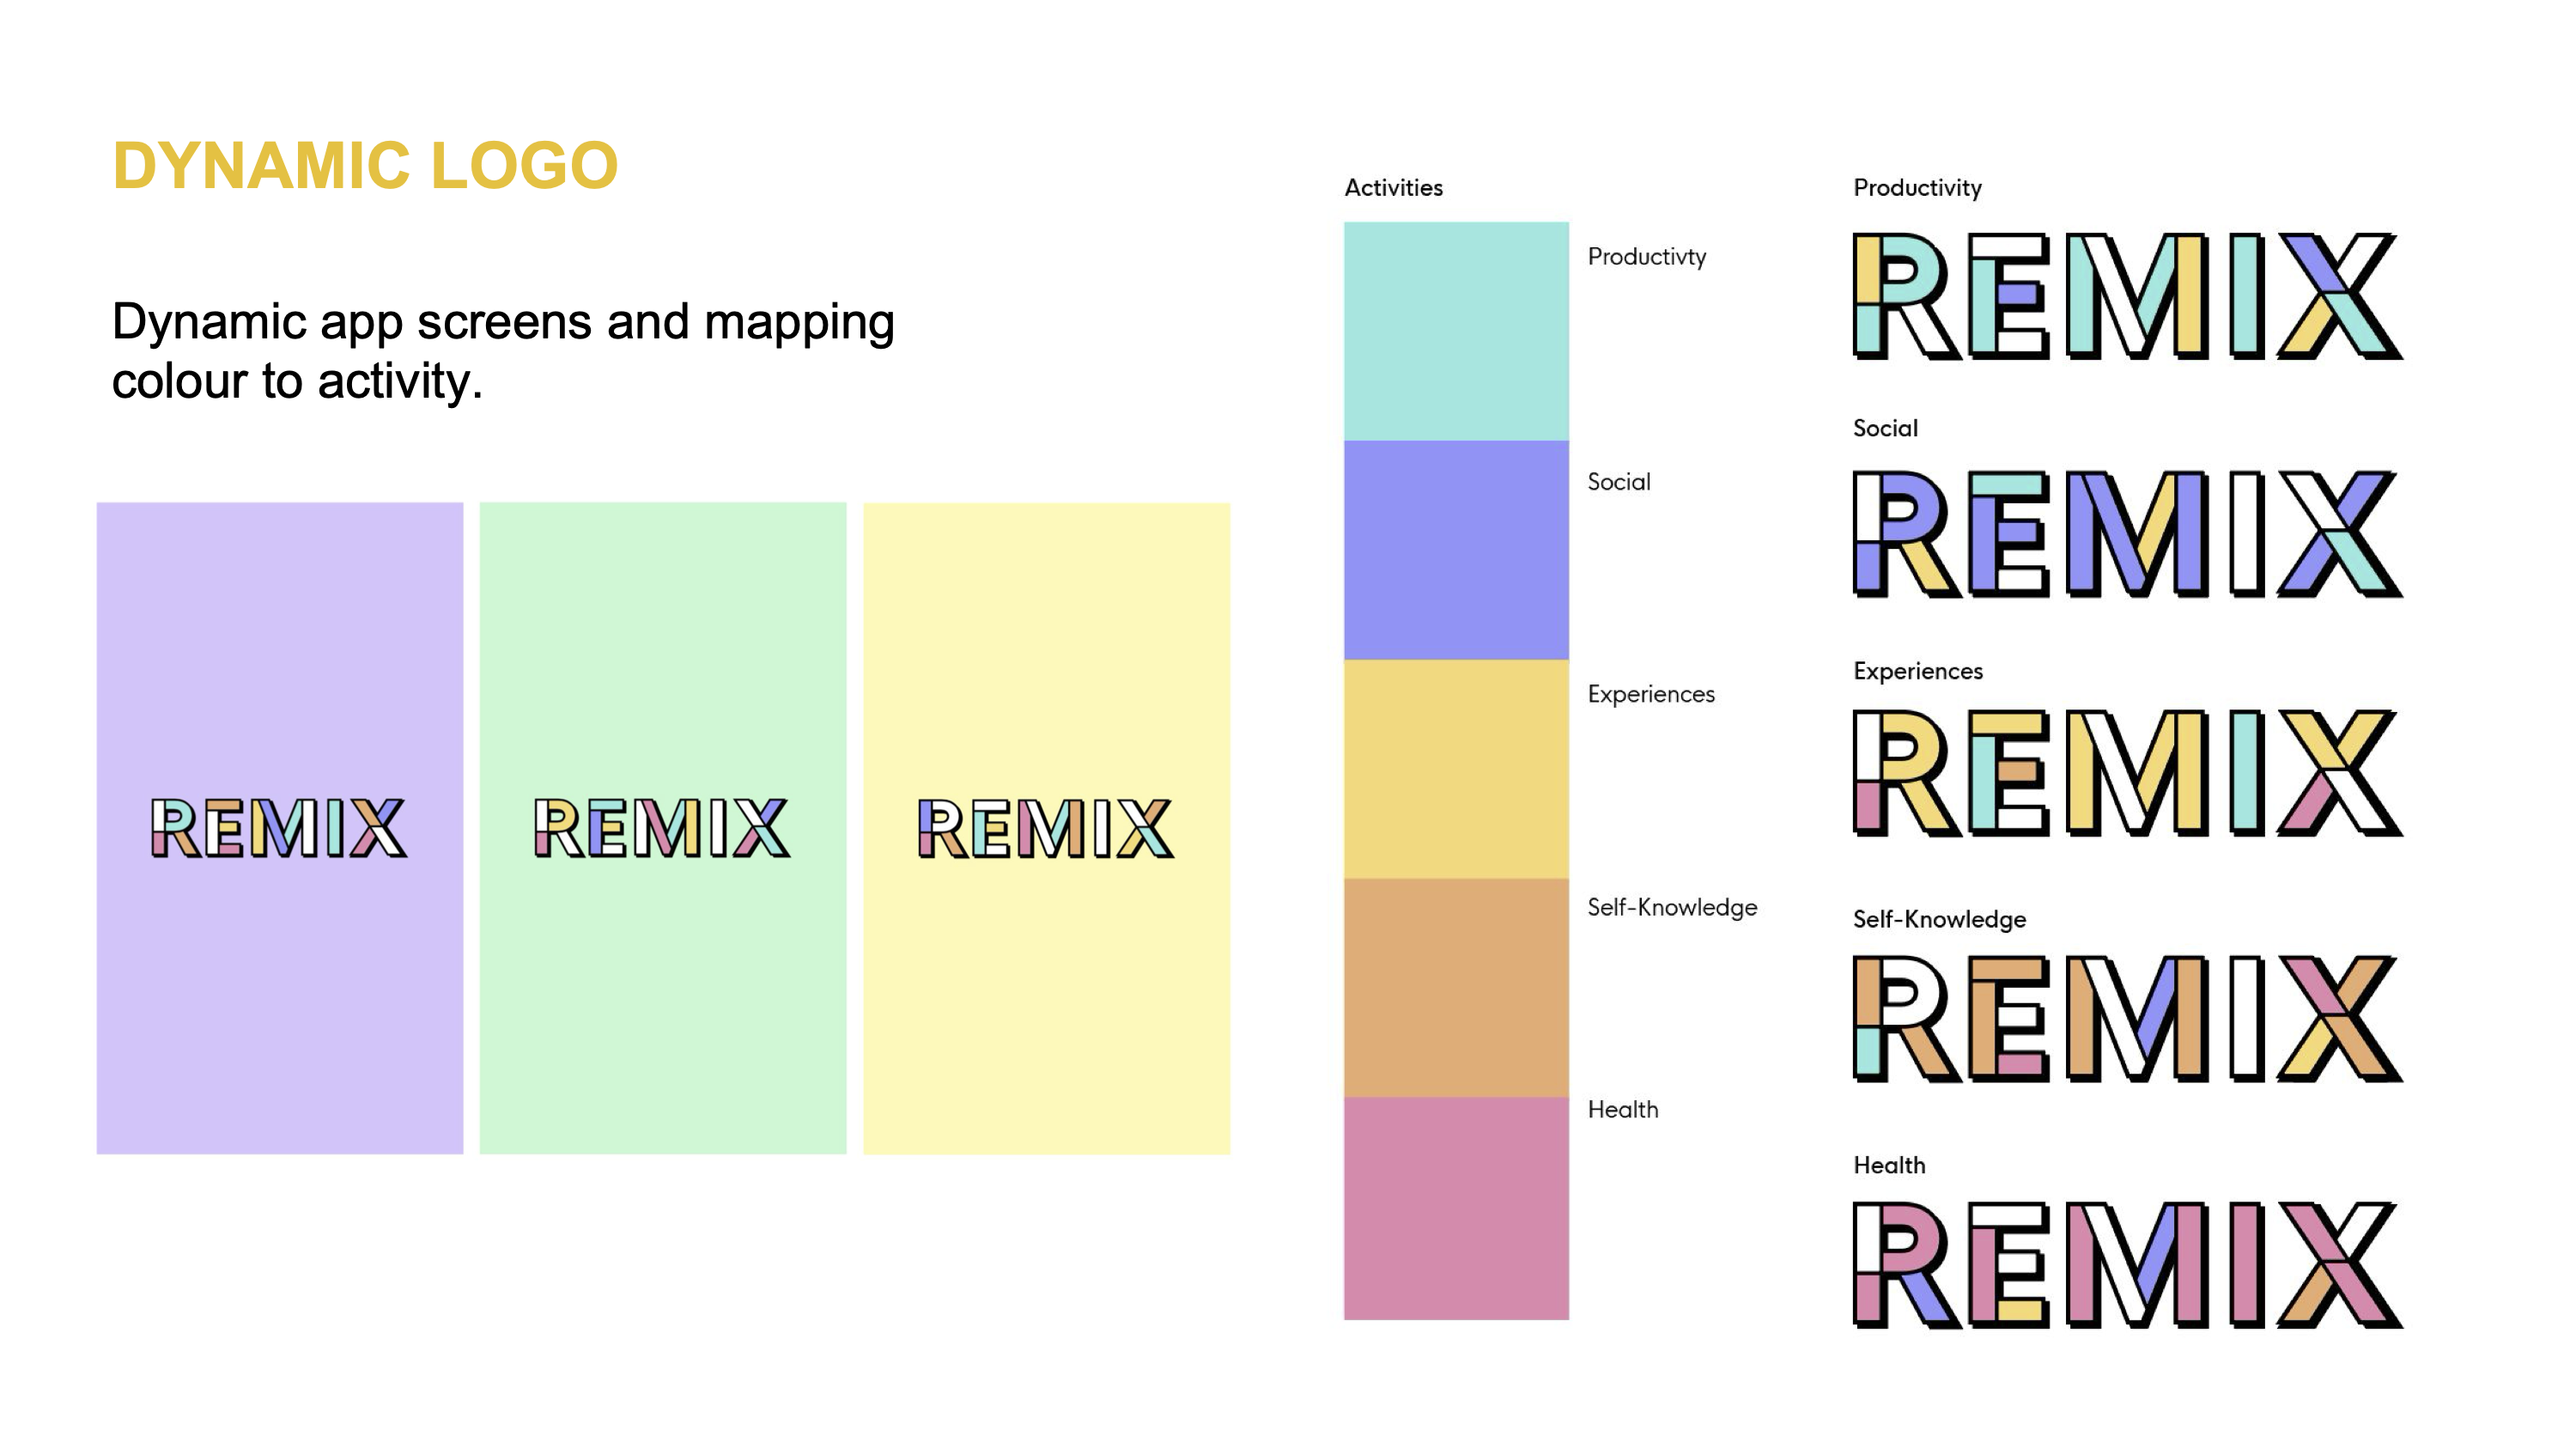 DYNAMIC LOGO
Dynamic app screens and mapping
colour to activity.
REMIX
REMIX
REMIX
Activities
Productivty
Social
Experiences
Self-Knowledge
Health
Productivity
REMIX
Social
REMIX
Experiences
REMIX
Self-Knowledge
REMIX
Health
REMIX